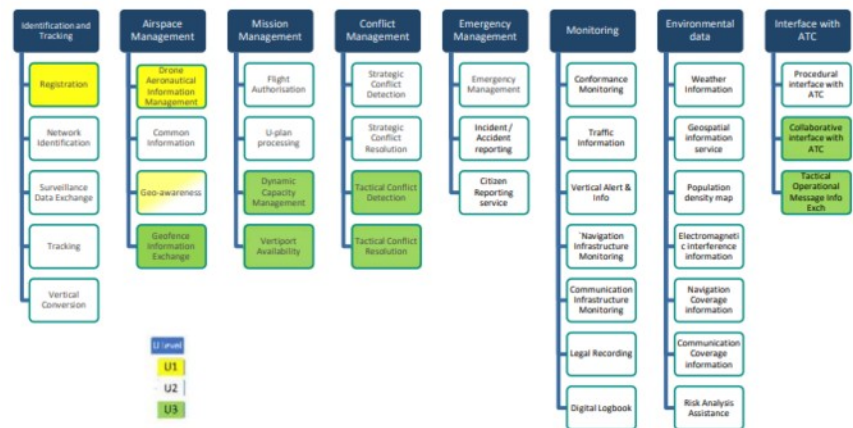 Identification and
Tracking
Registration
Network
Identification
Surveillance
Data Exchange
Tracking
Vertical
Conversion
Airspace
Management
Drone
Aeronautical
Information
Management
Common
Information
Geo-awareness
Geofence
Information
Exchange
Mission
Management
Flight
Authorisation
U-plan
processing
Dynamic
Capacity
Management
Vertiport
Availability
Conflict
Management
Strategic
Conflict
Detection
Strategic
Conflict
Resolution
Tactical Conflict
Detection
Tactical Conflict
Resolution
Emergency
Management
Emergency
Management
Incident /
Accident
reporting
Citizen
Reporting
service
Monitoring
Conformance
Monitoring
Traffic
Information
Vertical Alert &
Info
`Navigation
Infrastructure
Monitoring
Communication
Infrastructure
Monitoring
Legal Recording
Digital Logbook
Environmental
data
Weather
Information
Geospatial
information
service
Population
density map
Electromagneti
c interference
information
Navigation
Coverage
information
Communication
Coverage
information
Risk Analysis
Assistance
Interface with
ATC
Procedural
interface with
ATC
Collaborative
interface with
ATC
Tactical
Operational
Message Info
Exch
U level
U1
U2
U3